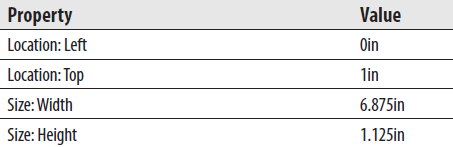 Property Value
Location: Left 0in
Location: Top 1in
Size: Width 6.875in
Size: Height 1.125in